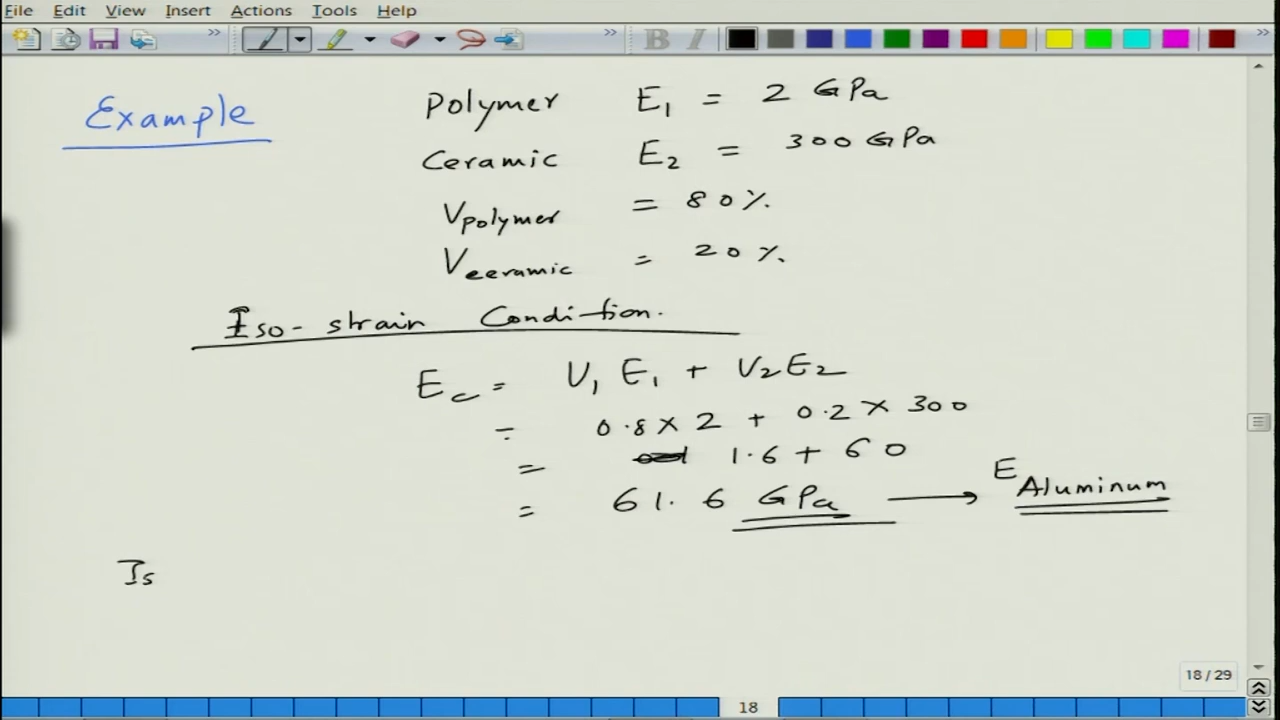 File Edit View Insert Actions Tools Help
Example
Polymer E1 = 2 GPa
Ceramic E2 = 300 GPa
Vpolymer = 80%.
Veeramic = 20%.
Iso-strain Condition.
Ec = V1E1 + V2E2
= 0.8 × 2 + 0.2 × 300
= 1.6 + 60
= 61.6 GPa → E Aluminum
Is
18 / 29
18